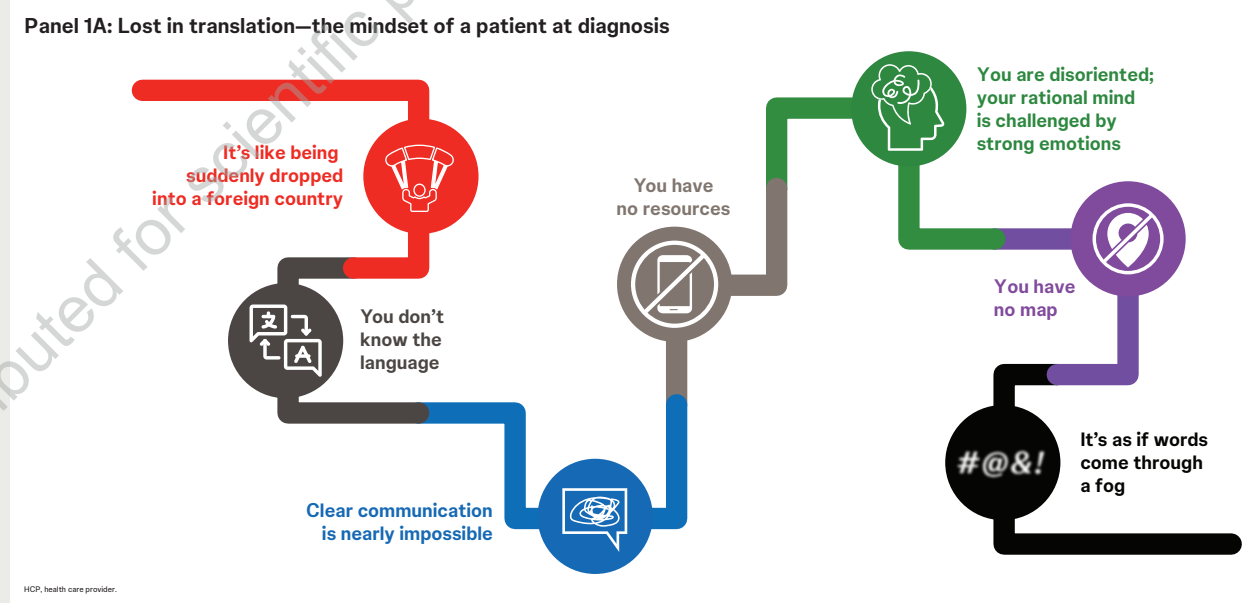 Panel 1A: Lost in translation—the mindset of a patient at diagnosis
It's like being
suddenly dropped
into a foreign country
You don't
know the
language
文
A
Clear communication
is nearly impossible
You have
no resources
You are disoriented;
your rational mind
is challenged by
strong emotions
You have
no map
#@&!
It's as if words
come through
a fog
HCP, health care provider.
for scientific